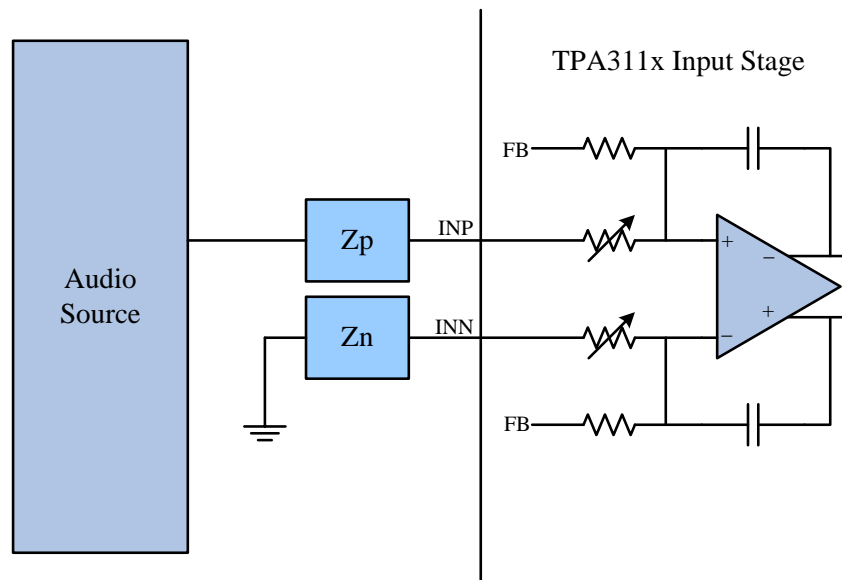 TPA311x Input Stage
FB
Zp
INP
+
−
Audio
Source
Zn
INN
−
+
FB